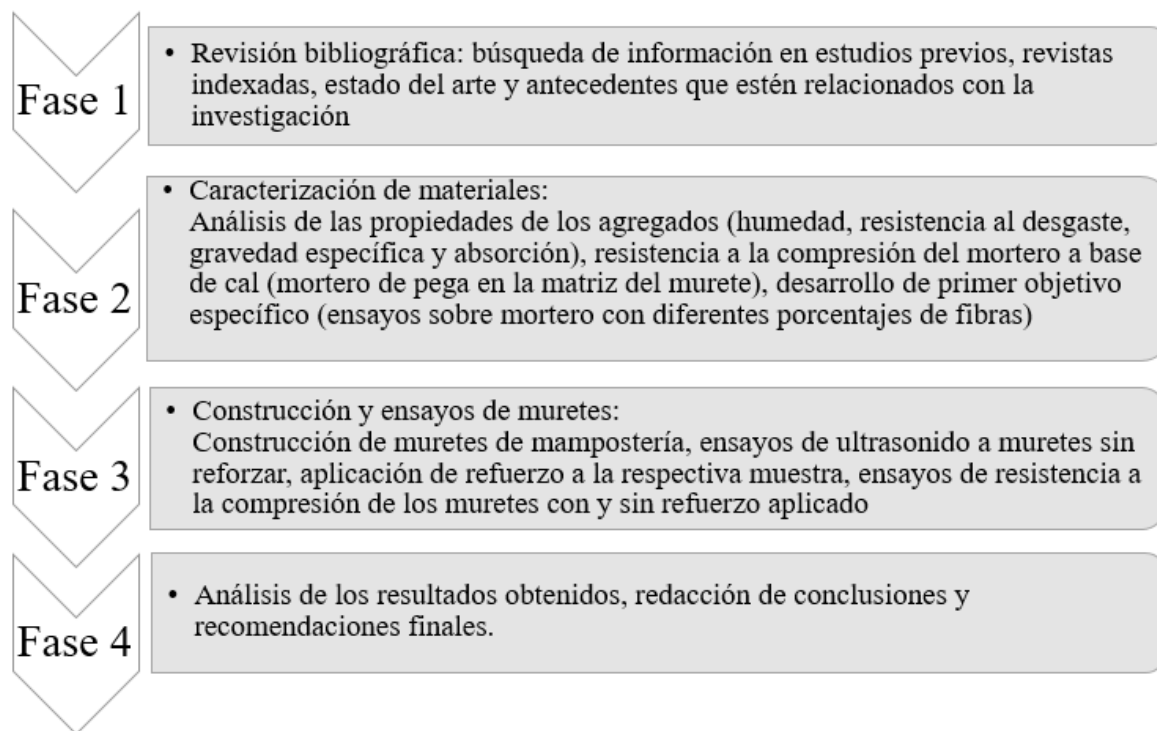 Fase 1
• Revisión bibliográfica: búsqueda de información en estudios previos, revistas
indexadas, estado del arte y antecedentes que estén relacionados con la
investigación
Fase 2
• Caracterización de materiales:
Análisis de las propiedades de los agregados (humedad, resistencia al desgaste,
gravedad específica y absorción), resistencia a la compresión del mortero a base
de cal (mortero de pega en la matriz del murete), desarrollo de primer objetivo
específico (ensayos sobre mortero con diferentes porcentajes de fibras)
Fase 3
• Construcción y ensayos de muretes:
Construcción de muretes de mampostería, ensayos de ultrasonido a muretes sin
reforzar, aplicación de refuerzo a la respectiva muestra, ensayos de resistencia a
la compresión de los muretes con y sin refuerzo aplicado
Fase 4
• Análisis de los resultados obtenidos, redacción de conclusiones y
recomendaciones finales.